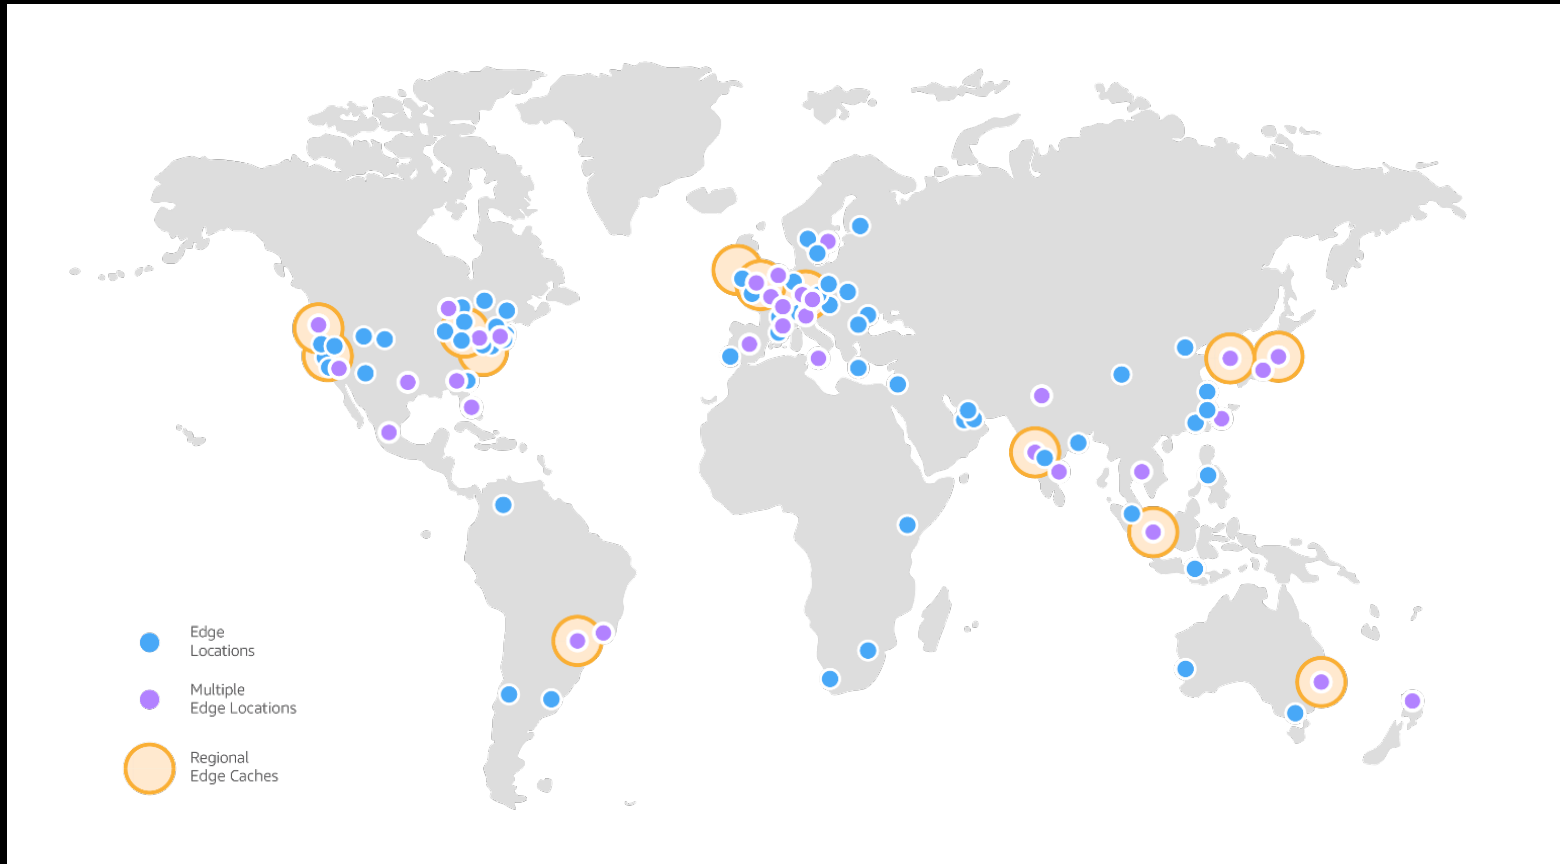 Edge
Locations
Multiple
Edge Locations
Regional
Edge Caches